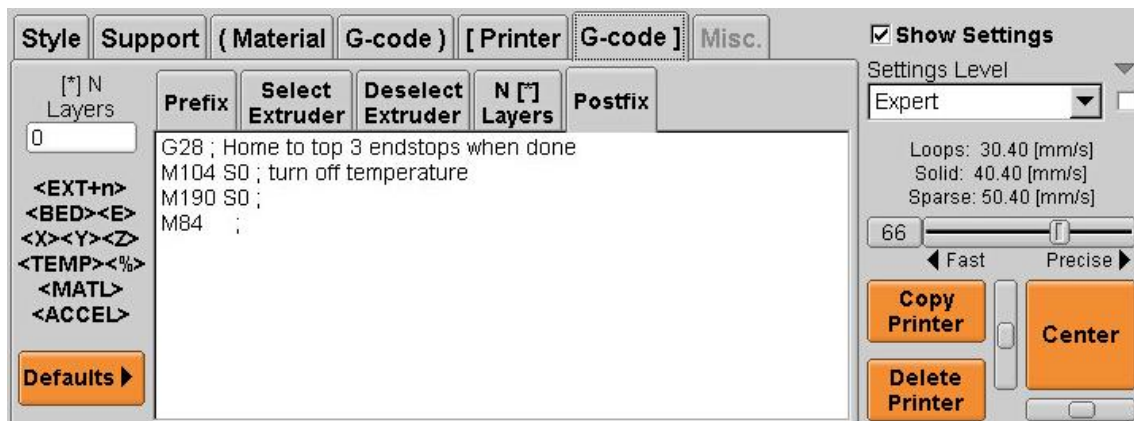 Style Support ( Material G-code ) [ Printer G-code ] Misc.
[*] N
Layers
0
<EXT+n>
<BED><E>
<X><Y><Z>
<TEMP><%>
<MATL>
<ACCEL>
Defaults
Prefix
Select
Extruder
Deselect
Extruder
N [*]
Layers
Postfix
G28 ; Home to top 3 endstops when done
M104 S0 ; turn off temperature
M190 S0 ;
M84 ;
Show Settings
Settings Level
Expert
Loops: 30.40 [mm/s]
Solid: 40.40 [mm/s]
Sparse: 50.40 [mm/s]
66
Fast Precise
Copy
Printer
Center
Delete
Printer